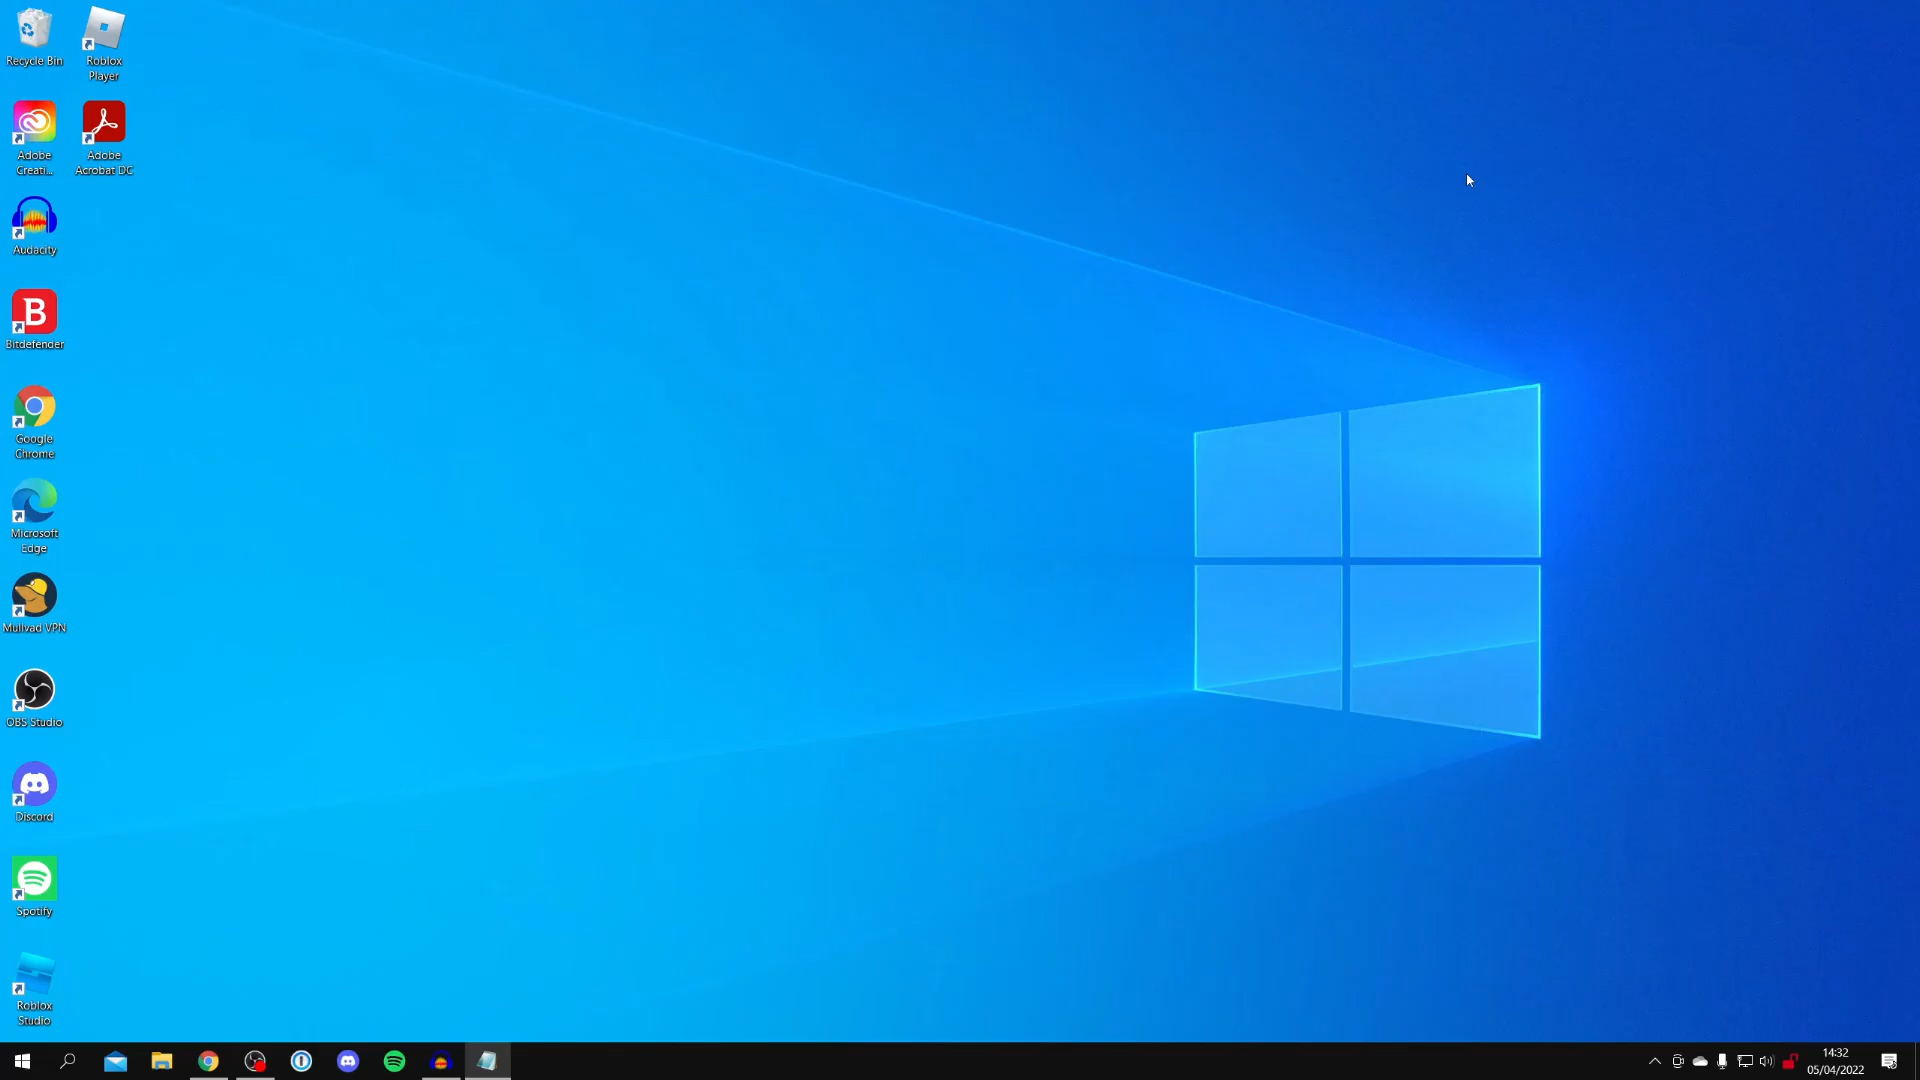 Recycle Bin
Roblox
Player
Adobe
Creati...
Adobe
Acrobat DC
Audacity
B
Bitdefender
Google
Chrome
Microsoft
Edge
Mullvad VPN
OBS Studio
Discord
Spotify
Roblox
Studio
14:32
05/04/2022